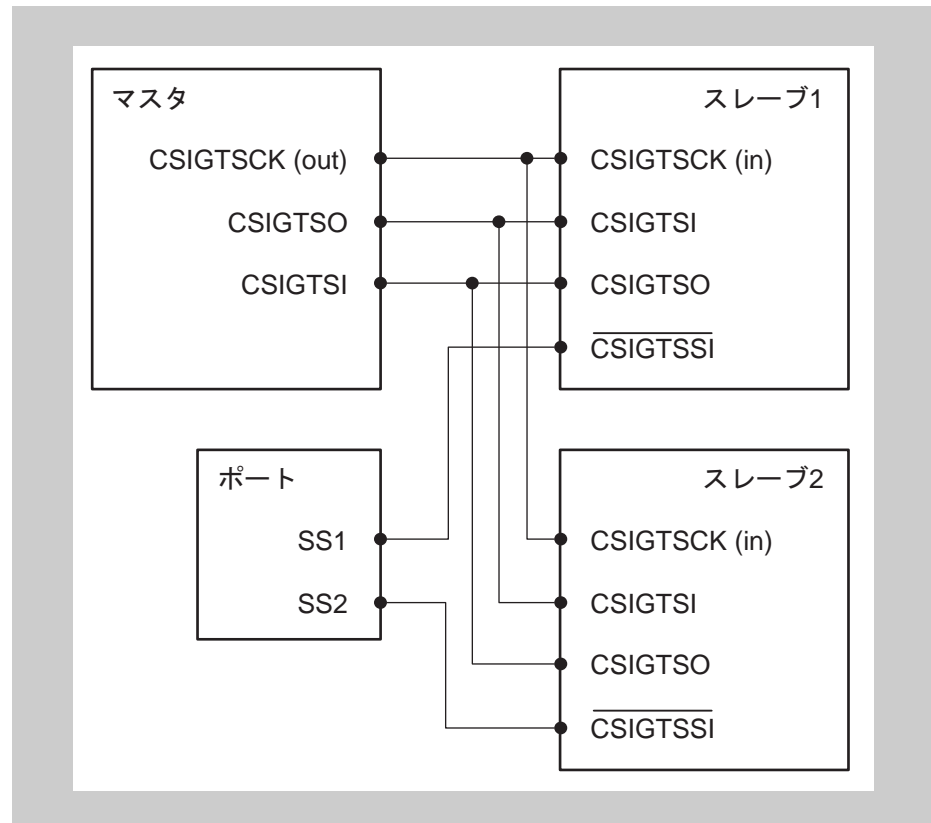 マスタ
CSIGTSCK (out)
CSIGTSO
CSIGTSI
スレーブ1
CSIGTSCK (in)
CSIGTSI
CSIGTSO
CSIGTSSI
ポート
SS1
SS2
スレーブ2
CSIGTSCK (in)
CSIGTSI
CSIGTSO
CSIGTSSI